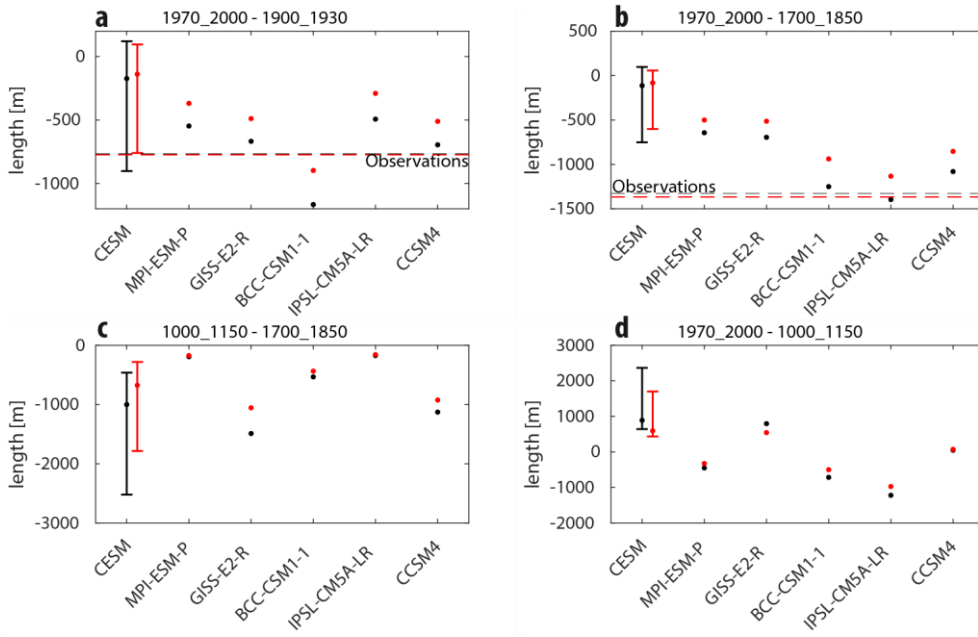 a 1970_2000 - 1900_1930
length [m]
0
-500
-1000
Observations
CESM
MPI-ESM-P
GISS-E2-R
BCC-CSM1-1
IPSL-CM5A-LR
CCSM4
b 1970_2000 - 1700_1850
length [m]
500
0
-500
-1000
-1500
Observations
CESM
MPI-ESM-P
GISS-E2-R
BCC-CSM1-1
IPSL-CM5A-LR
CCSM4
c 1000_1150 - 1700_1850
length [m]
0
-1000
-2000
-3000
CESM
MPI-ESM-P
GISS-E2-R
BCC-CSM1-1
IPSL-CM5A-LR
CCSM4
d 1970_2000 - 1000_1150
length [m]
3000
2000
1000
0
-1000
-2000
CESM
MPI-ESM-P
GISS-E2-R
BCC-CSM1-1
IPSL-CM5A-LR
CCSM4